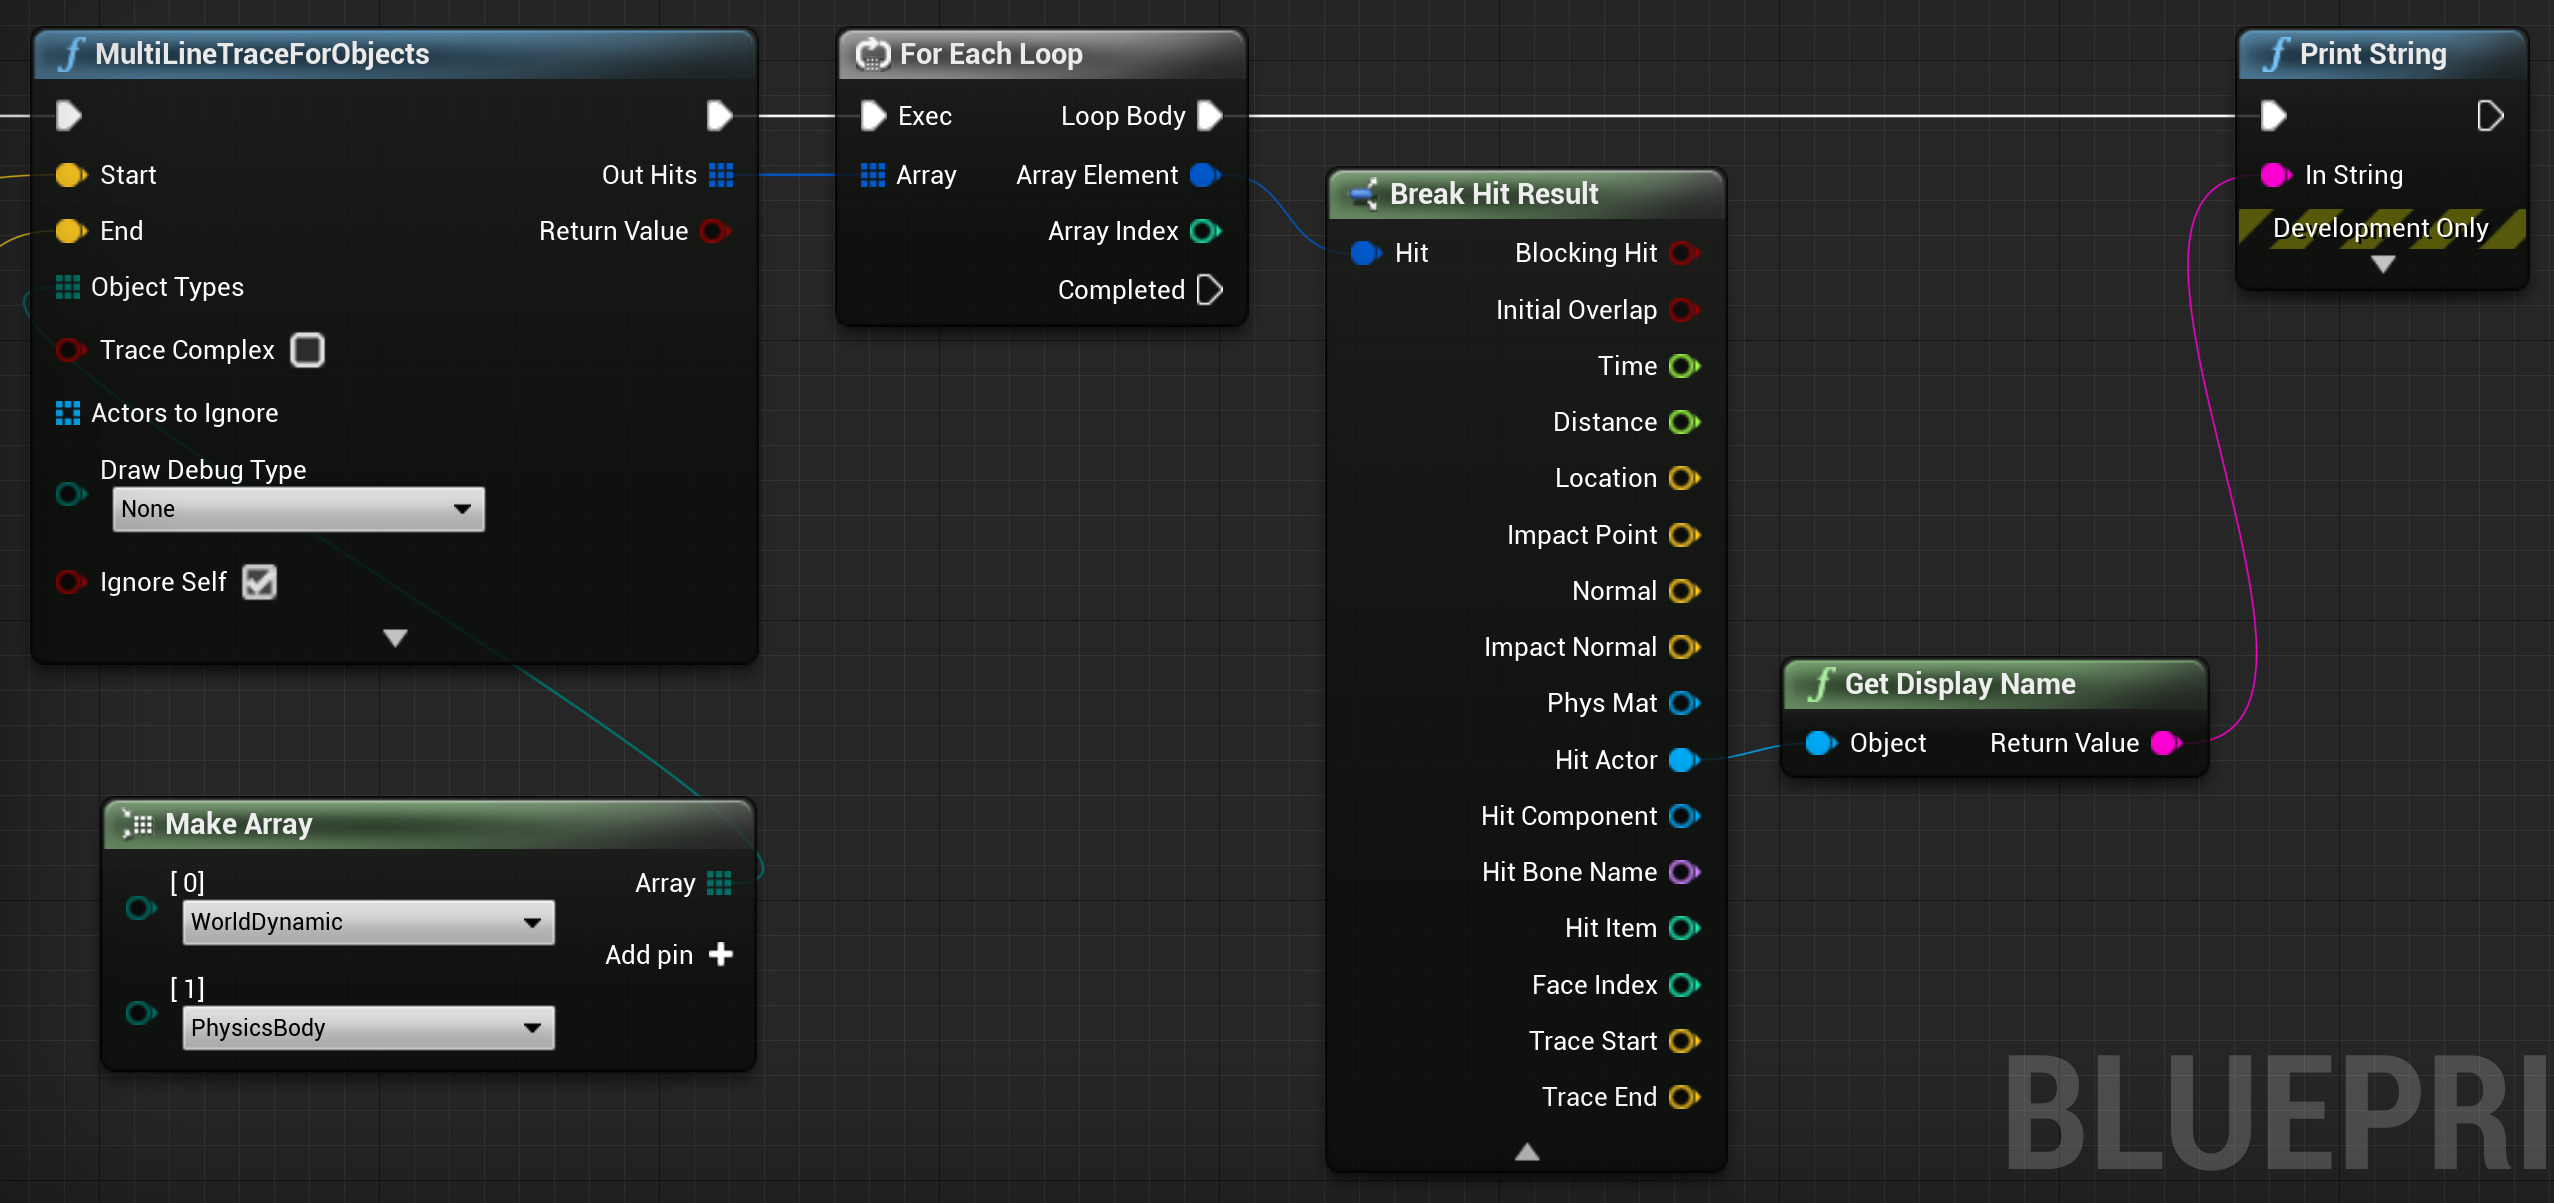 MultiLineTraceForObjects
Start
Out Hits
End
Return Value
Object Types
Trace Complex
Actors to Ignore
Draw Debug Type
None
Ignore Self
For Each Loop
Exec
Loop Body
Array
Array Element
Array Index
Completed
Break Hit Result
Hit
Blocking Hit
Initial Overlap
Time
Distance
Location
Impact Point
Normal
Impact Normal
Phys Mat
Hit Actor
Hit Component
Hit Bone Name
Hit Item
Face Index
Trace Start
Trace End
Print String
In String
Development Only
Get Display Name
Object
Return Value
Make Array
[ 0]
Array
WorldDynamic
Add pin
[ 1]
PhysicsBody
BLUEPRI